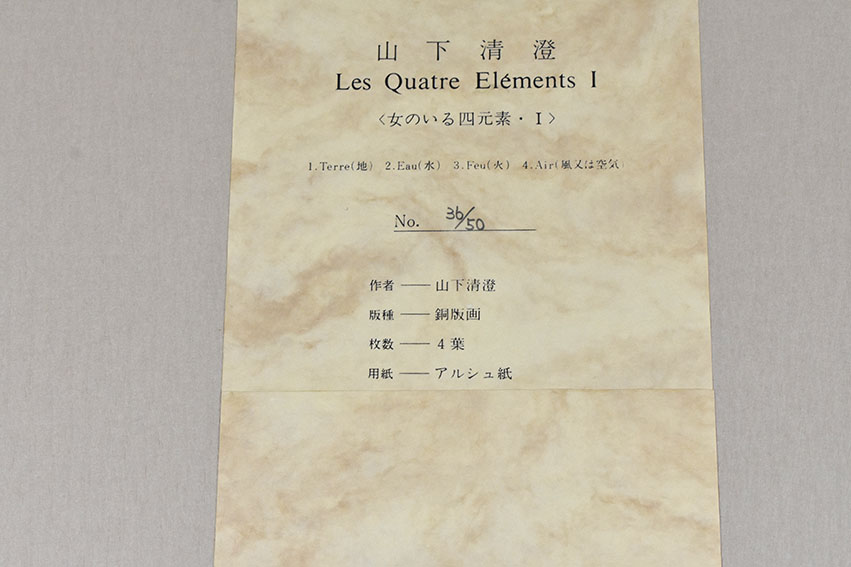 山下清澄
Les Quatre Eléments I
〈女のいる四元素・I〉
1.Terre(地) 2.Eau(水) 3.Feu(火) 4.Air(風又は空気)
No. 36/50
作者 ── 山下清澄
版種 ── 銅版画
枚数 ── 4葉
用紙 ── アルシュ紙